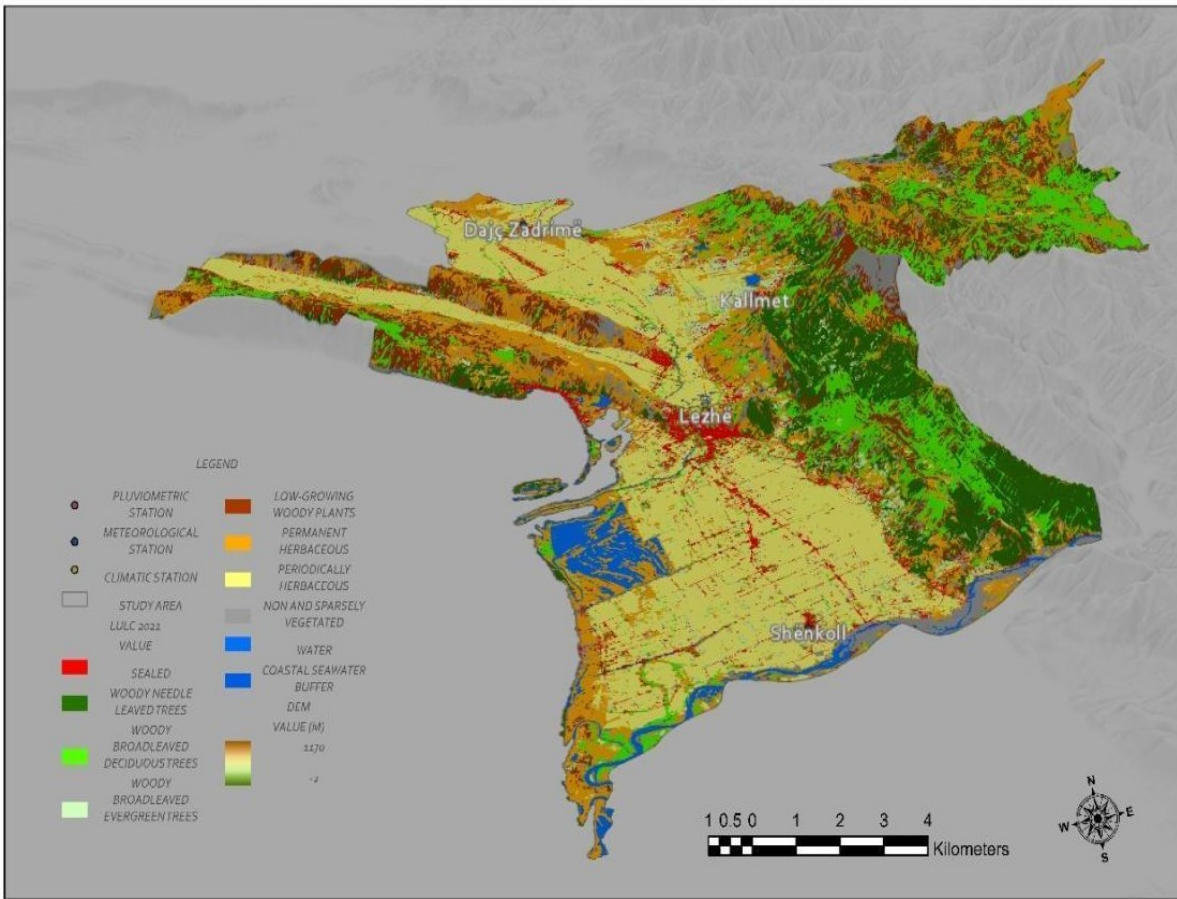 Dajç Zadrimë
Kallmet
Lezhë
Shënkoll
LEGEND
PLUVIOMETRIC
STATION
METEOROLOGICAL
STATION
CLIMATIC STATION
STUDY AREA
LULC 2022
VALUE
SEALED
WOODY NEEDLE
LEAVED TREES
WOODY
BROADLEAVED
DECIDUOUS TREES
WOODY
BROADLEAVED
EVERGREEN TREES
LOW-GROWING
WOODY PLANTS
PERMANENT
HERBACEOUS
PERIODICALLY
HERBACEOUS
NON AND SPARSELY
VEGETATED
WATER
COASTAL SEAWATER
BUFFER
DEM
VALUE (M)
1170
-2
1 0.5 0 1 2 3 4
Kilometers
N
W E
S